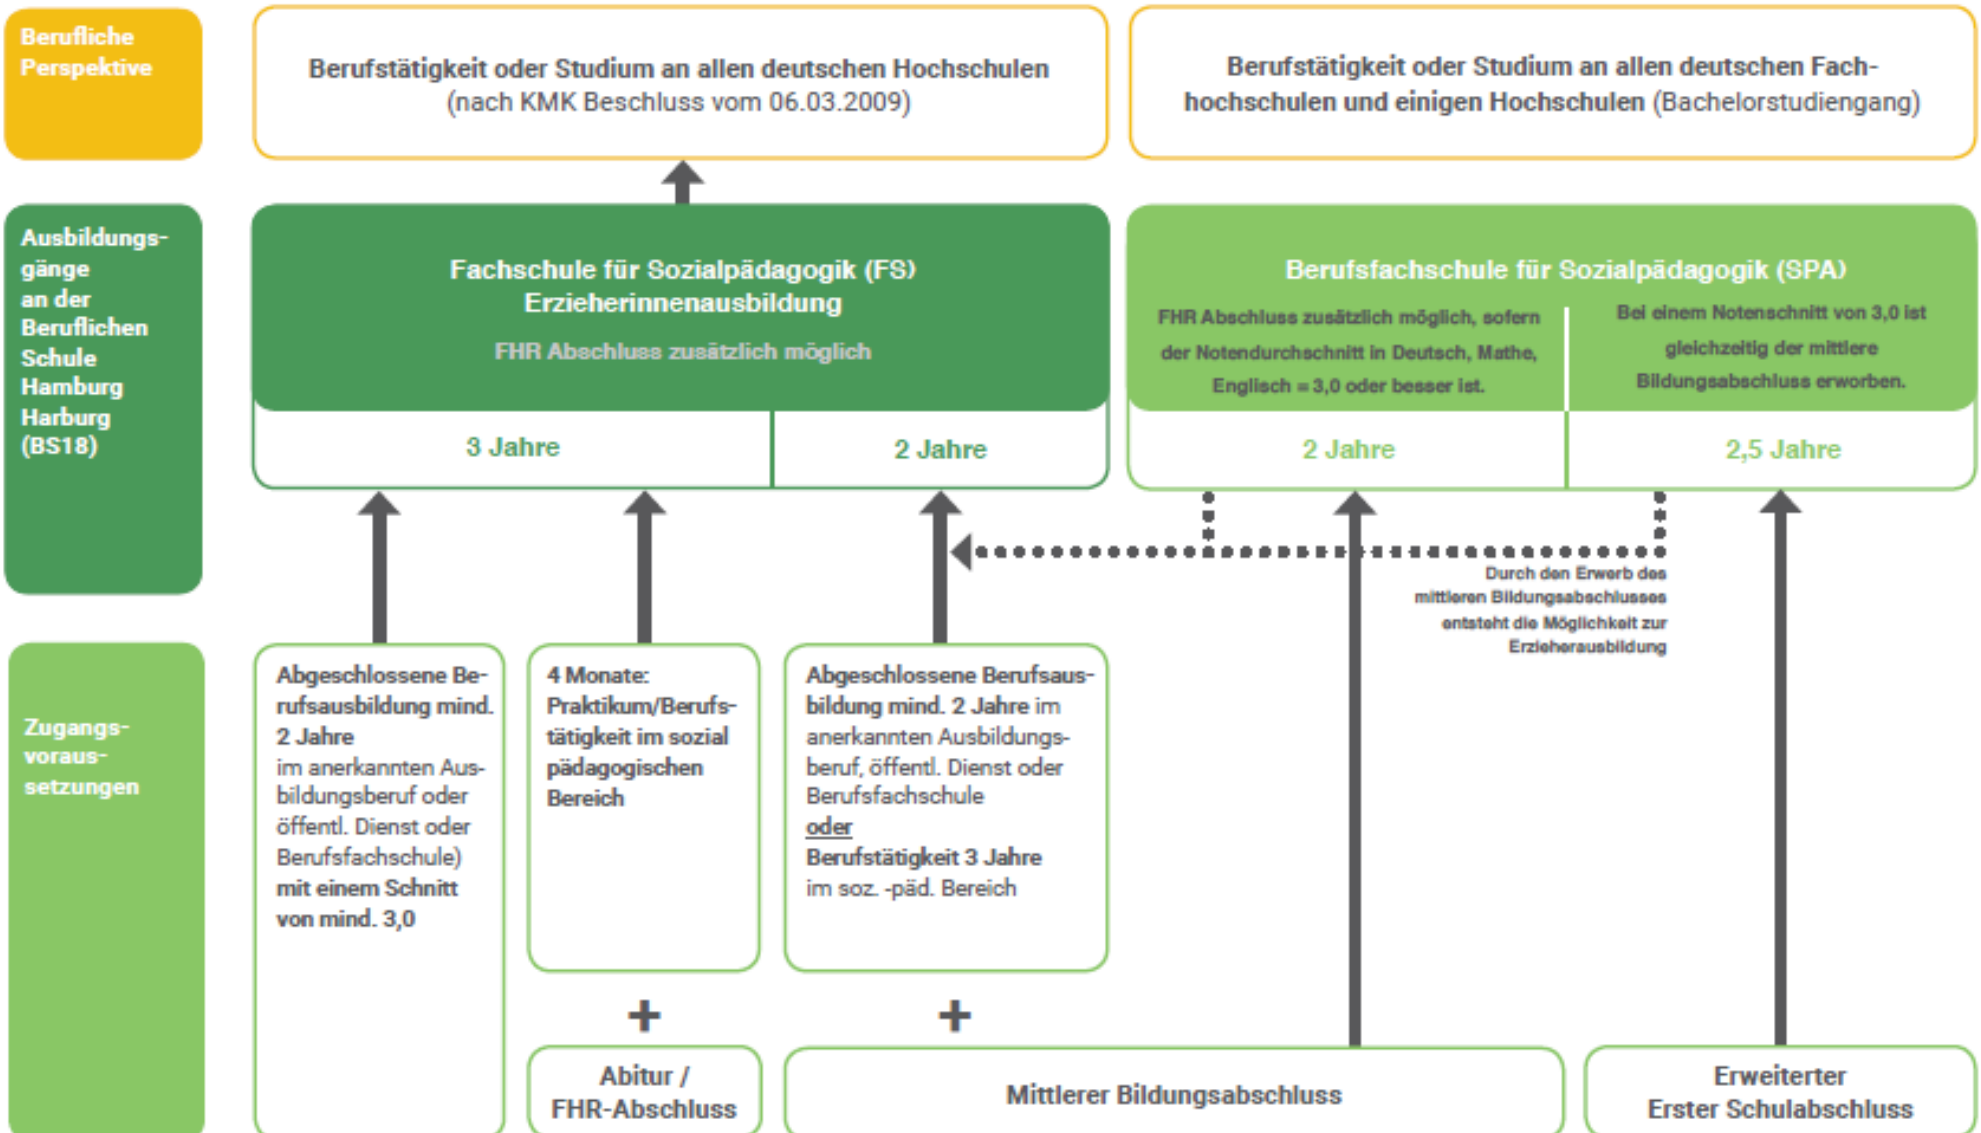 Berufliche
Perspektive
Berufstätigkeit oder Studium an allen deutschen Hochschulen
(nach KMK Beschluss vom 06.03.2009)
Berufstätigkeit oder Studium an allen deutschen Fach-
hochschulen und einigen Hochschulen (Bachelorstudiengang)
Ausbildungs-
gänge
an der
Beruflichen
Schule
Hamburg
Harburg
(BS18)
Fachschule für Sozialpädagogik (FS)
Erzieherinnenausbildung
FHR Abschluss zusätzlich möglich
3 Jahre
2 Jahre
Berufsfachschule für Sozialpädagogik (SPA)
FHR Abschluss zusätzlich möglich, sofern
der Notendurchschnitt in Deutsch, Mathe,
Englisch = 3,0 oder besser ist.
Bei einem Notenschnitt von 3,0 ist
gleichzeitig der mittlere
Bildungsabschluss erworben.
2 Jahre
2,5 Jahre
Durch den Erwerb des
mittleren Bildungsabschlusses
entsteht die Möglichkeit zur
Erzieherausbildung
Zugangs-
voraus-
setzungen
Abgeschlossene Be-
rufsausbildung mind.
2 Jahre
im anerkannten Aus-
bildungsberuf oder
öffentl. Dienst oder
Berufsfachschule)
mit einem Schnitt
von mind. 3,0
4 Monate:
Praktikum/Berufs-
tätigkeit im sozial
pädagogischen
Bereich
+
Abitur /
FHR-Abschluss
Abgeschlossene Berufsaus-
bildung mind. 2 Jahre im
anerkannten Ausbildungs-
beruf, öffentl. Dienst oder
Berufsfachschule
oder
Berufstätigkeit 3 Jahre
im soz. -päd. Bereich
+
Mittlerer Bildungsabschluss
Erweiterter
Erster Schulabschluss